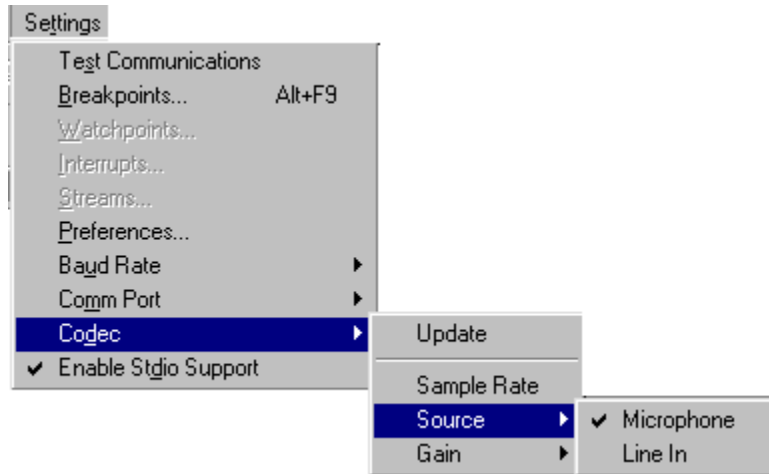 Settings
Test Communications
Breakpoints... Alt+F9
Watchpoints...
Interrupts...
Streams...
Preferences...
Baud Rate
Comm Port
Codec
Enable Stdio Support
Update
Sample Rate
Source
Gain
Microphone
Line In